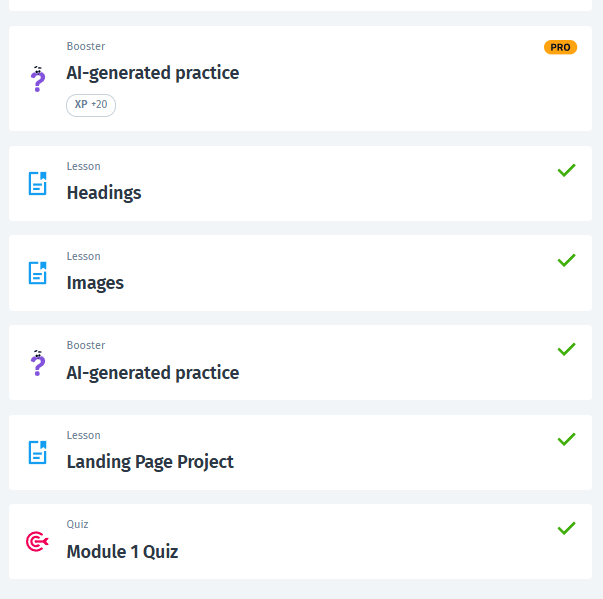 Booster
PRO
AI-generated practice
XP +20
Lesson
Headings
Lesson
Images
Booster
AI-generated practice
Lesson
Landing Page Project
Quiz
Module 1 Quiz